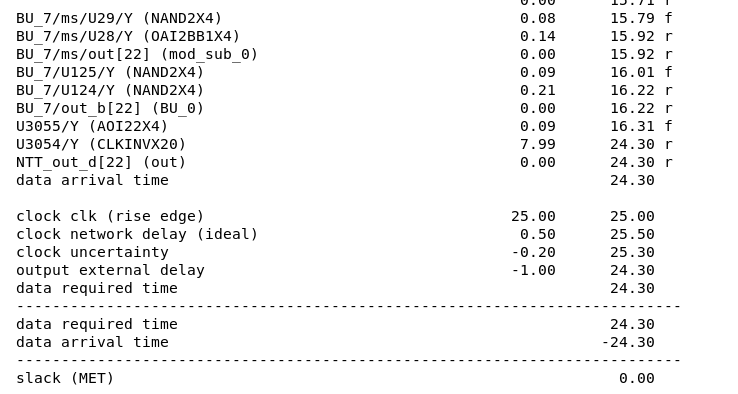 0.00 15.71 r
BU_7/ms/U29/Y (NAND2X4) 0.08 15.79 f
BU_7/ms/U28/Y (OAI2BB1X4) 0.14 15.92 r
BU_7/ms/out[22] (mod_sub_0) 0.00 15.92 r
BU_7/U125/Y (NAND2X4) 0.09 16.01 f
BU_7/U124/Y (NAND2X4) 0.21 16.22 r
BU_7/out_b[22] (BU_0) 0.00 16.22 r
U3055/Y (AOI22X4) 0.09 16.31 f
U3054/Y (CLKINVX20) 7.99 24.30 r
NTT_out_d[22] (out) 0.00 24.30 r
data arrival time 24.30
clock clk (rise edge) 25.00 25.00
clock network delay (ideal) 0.50 25.50
clock uncertainty -0.20 25.30
output external delay -1.00 24.30
data required time 24.30
--------------------------------------------------------------------------
data required time 24.30
data arrival time -24.30
--------------------------------------------------------------------------
slack (MET) 0.00